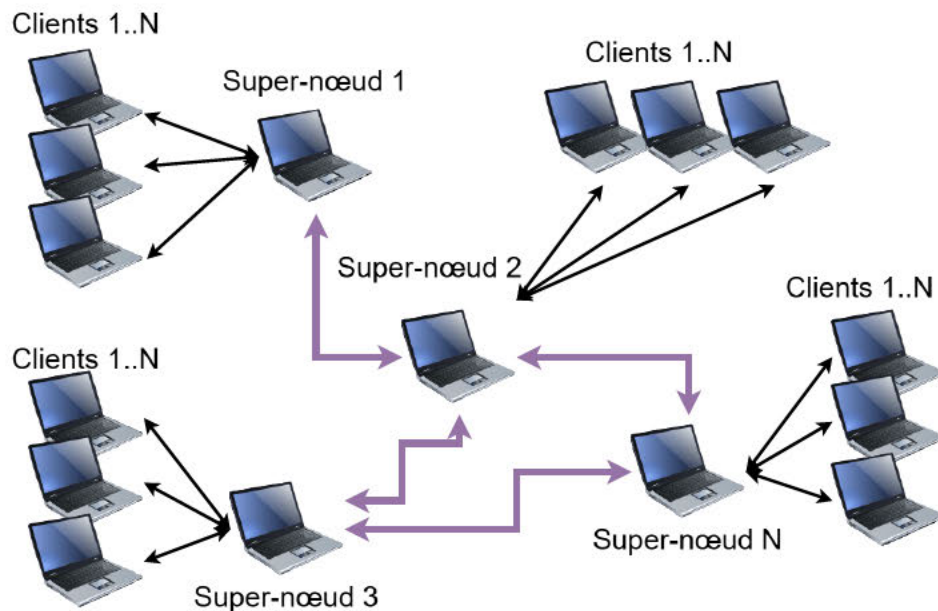 Clients 1..N
Super-nœud 1
Clients 1..N
Super-nœud 2
Clients 1..N
Clients 1..N
Super-nœud N
Super-nœud 3